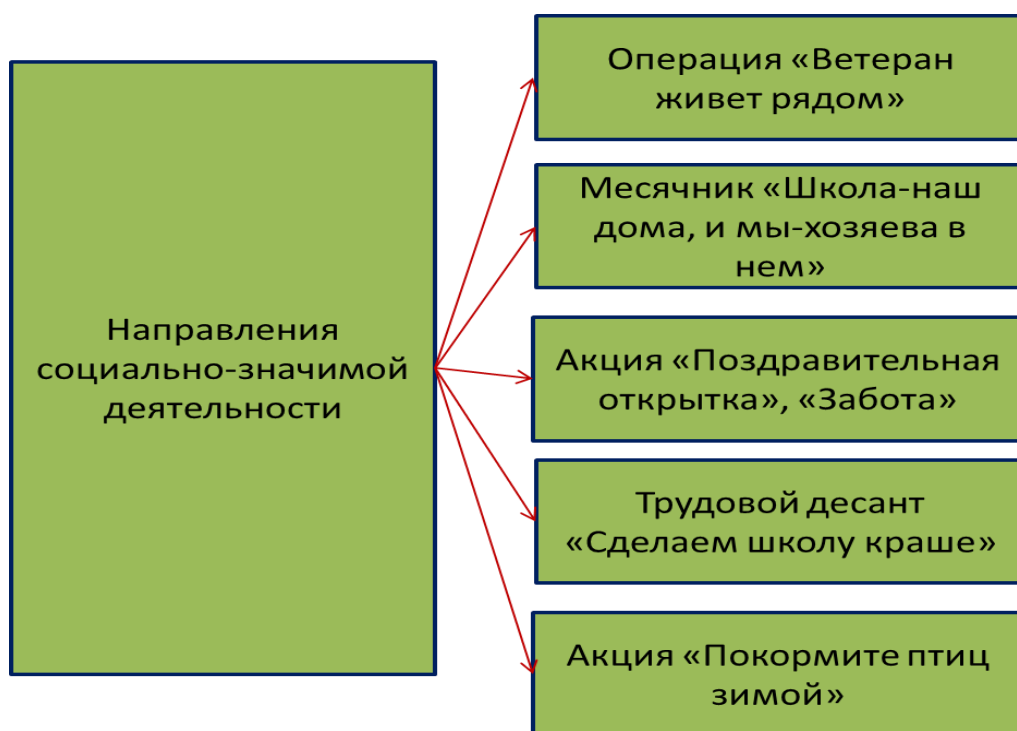 Направления
социально-значимой
деятельности
Операция «Ветеран
живет рядом»
Месячник «Школа-наш
дома, и мы-хозяева в
нем»
Акция «Поздравительная
открытка», «Забота»
Трудовой десант
«Сделаем школу краше»
Акция «Покормите птиц
зимой»